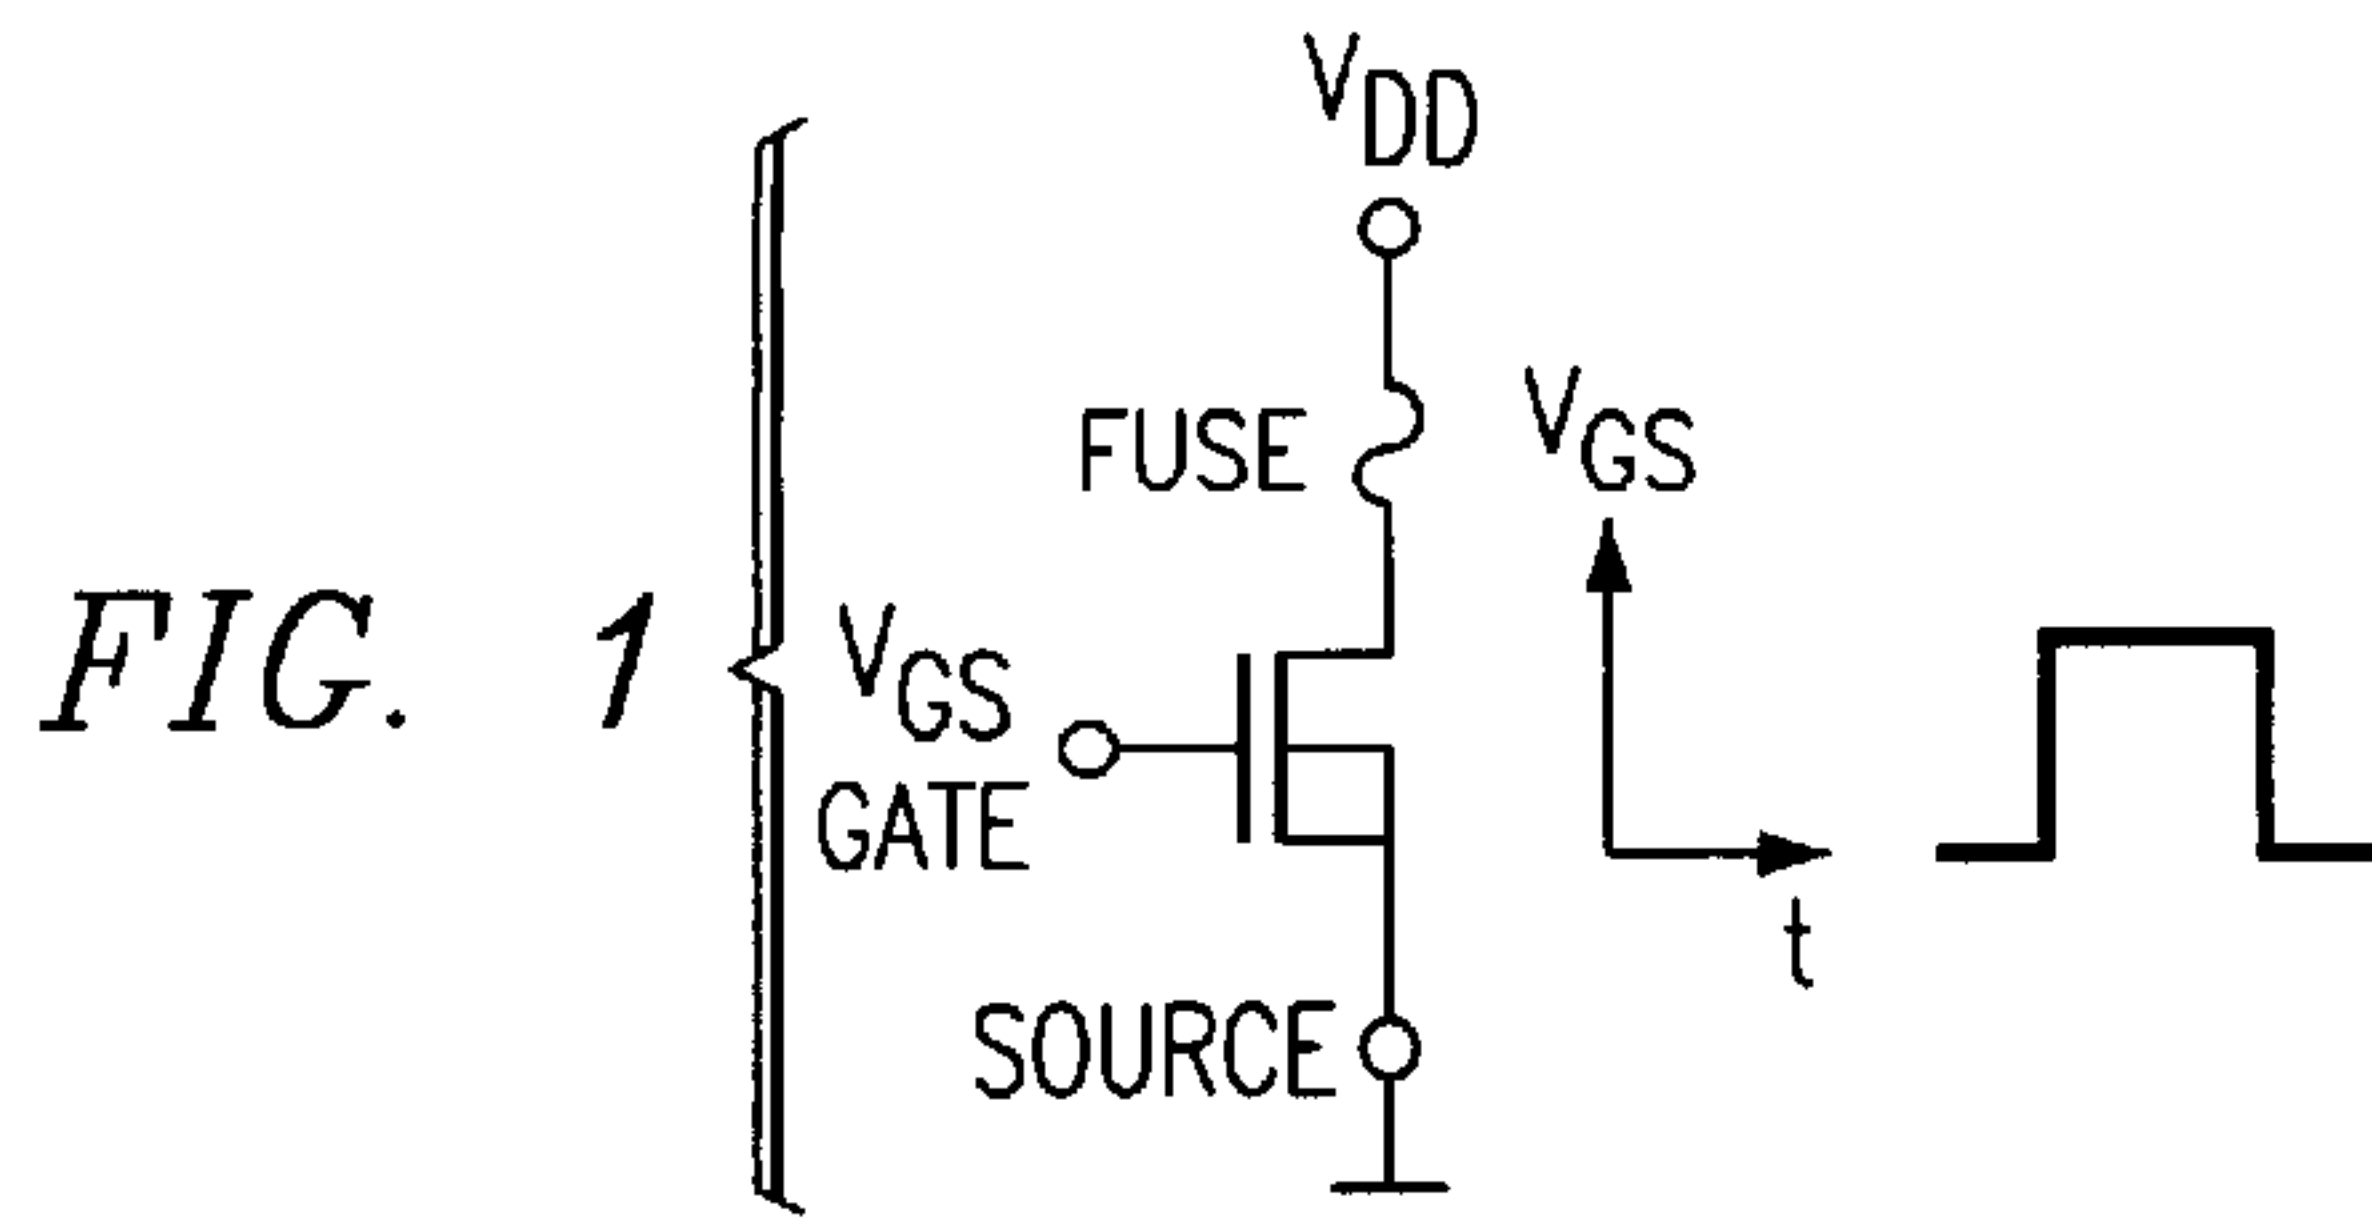 FIG. 1
VDD
FUSE
VGS
VGS
GATE
t
SOURCE